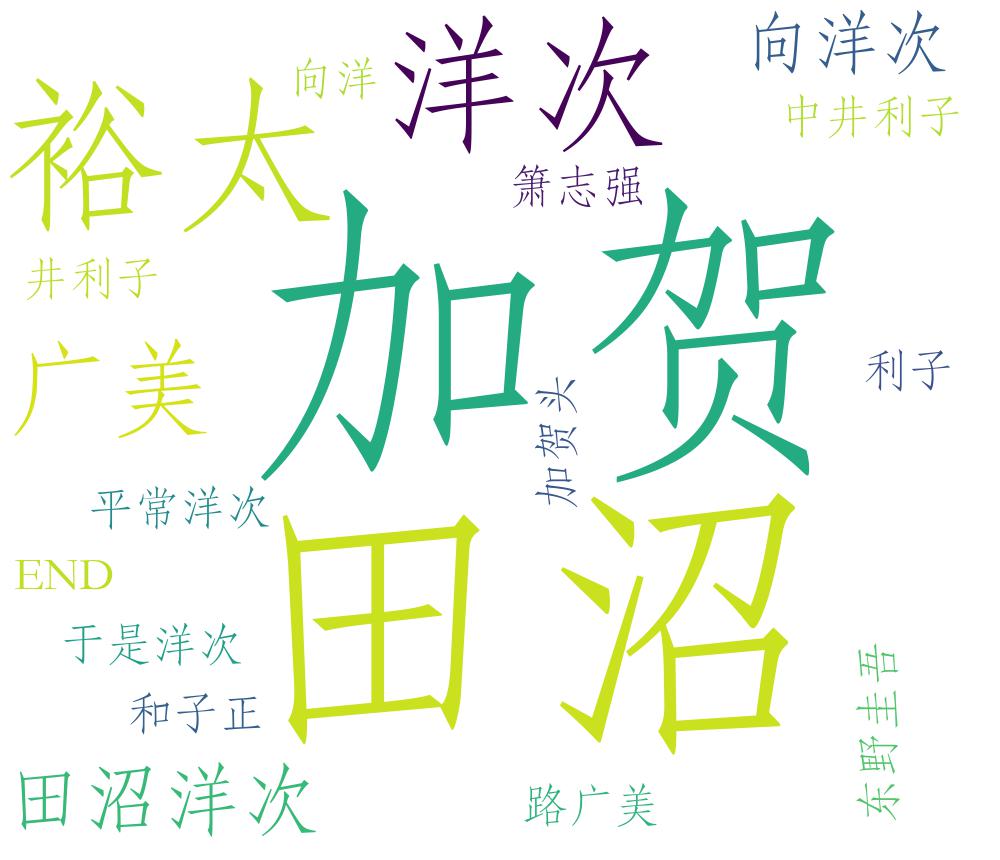 向洋次
洋次
向洋
中井利子
裕太
箫志强
加贺
井利子
广美
利子
加贺头
平常洋次
田沼
END
于是洋次
东野圭吾
和子正
田沼洋次
路广美